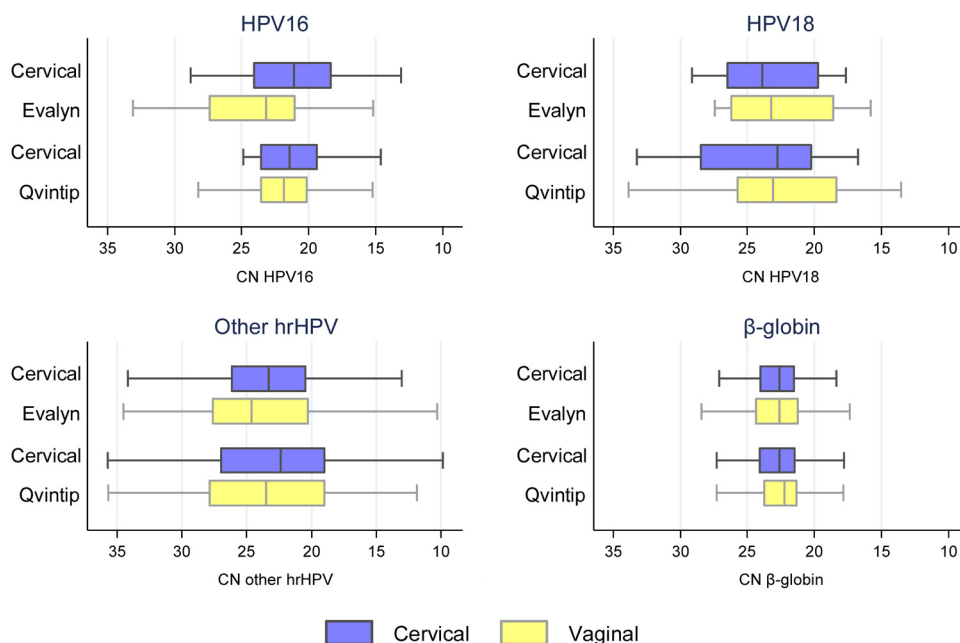 HPV16
Cervical
Evalyn
Cervical
Qvintip
35 30 25 20 15 10
CN HPV16
HPV18
Cervical
Evalyn
Cervical
Qvintip
35 30 25 20 15 10
CN HPV18
Other hrHPV
Cervical
Evalyn
Cervical
Qvintip
35 30 25 20 15 10
CN other hrHPV
β-globin
Cervical
Evalyn
Cervical
Qvintip
35 30 25 20 15 10
CN β-globin
Cervical Vaginal